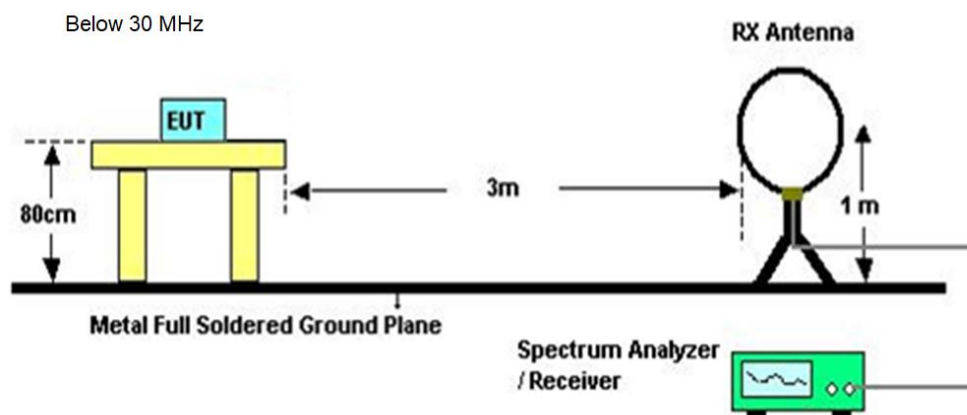 Below 30 MHz
RX Antenna
EUT
80cm
3m
1 m
Metal Full Soldered Ground Plane
Spectrum Analyzer
/ Receiver